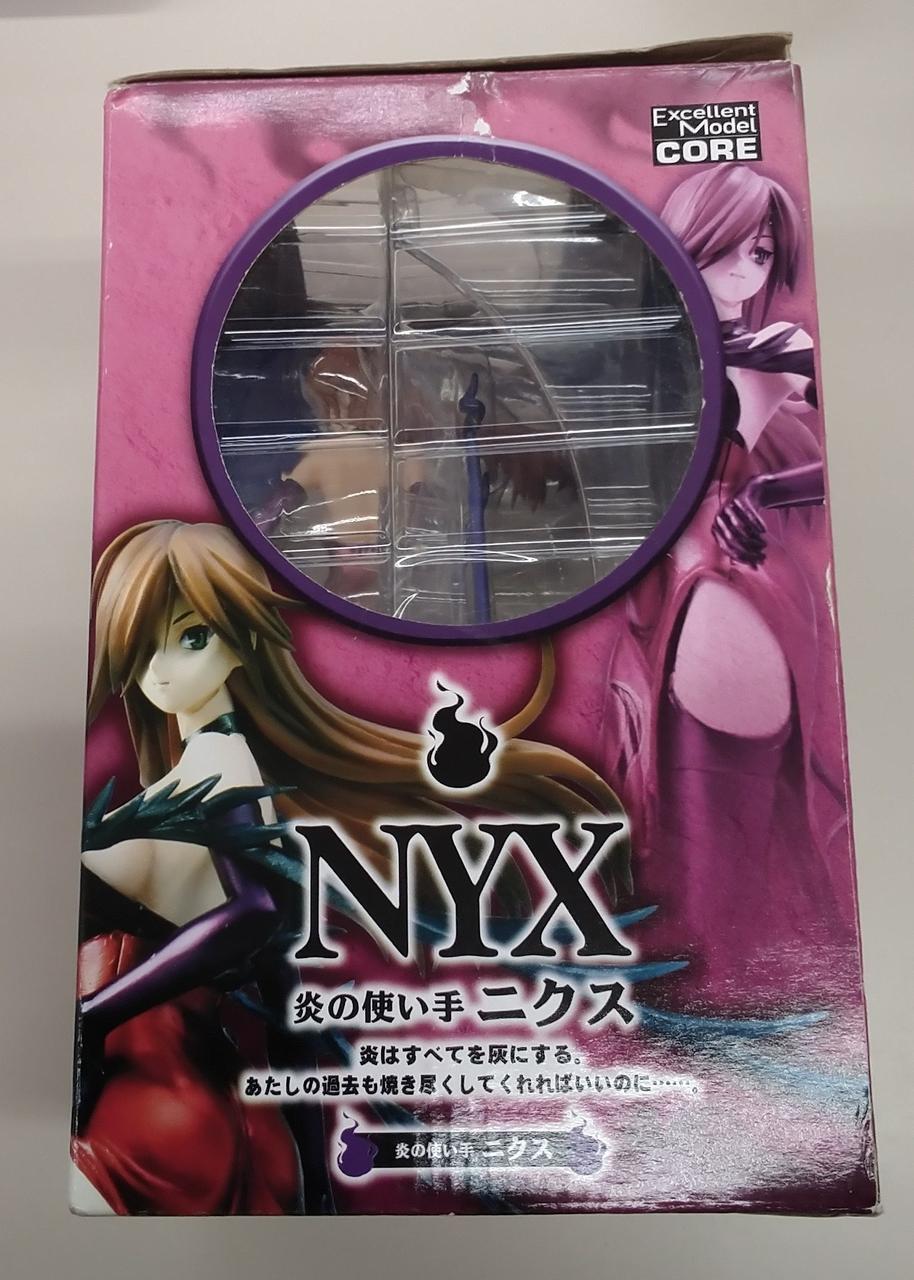 Excellent
Model
CORE
NYX
炎の使い手 ニクス
炎はすべてを灰にする。
あたしの過去も焼き尽くしてくれればいいのに……。
炎の使い手 ニクス